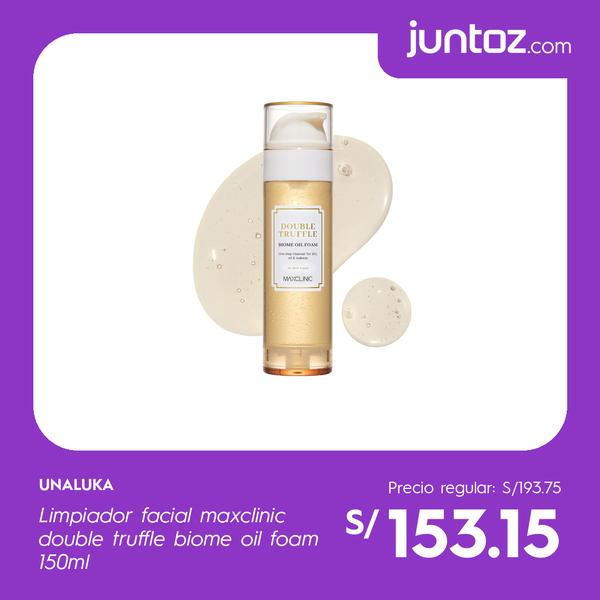 juntoz.com
DOUBLE
TRUFFLE
BIOME OIL FOAM
MAXCLINIC
UNALUKA
Limpiador facial maxclinic
double truffle biome oil foam
150ml
Precio regular: S/193.75
S/153.15